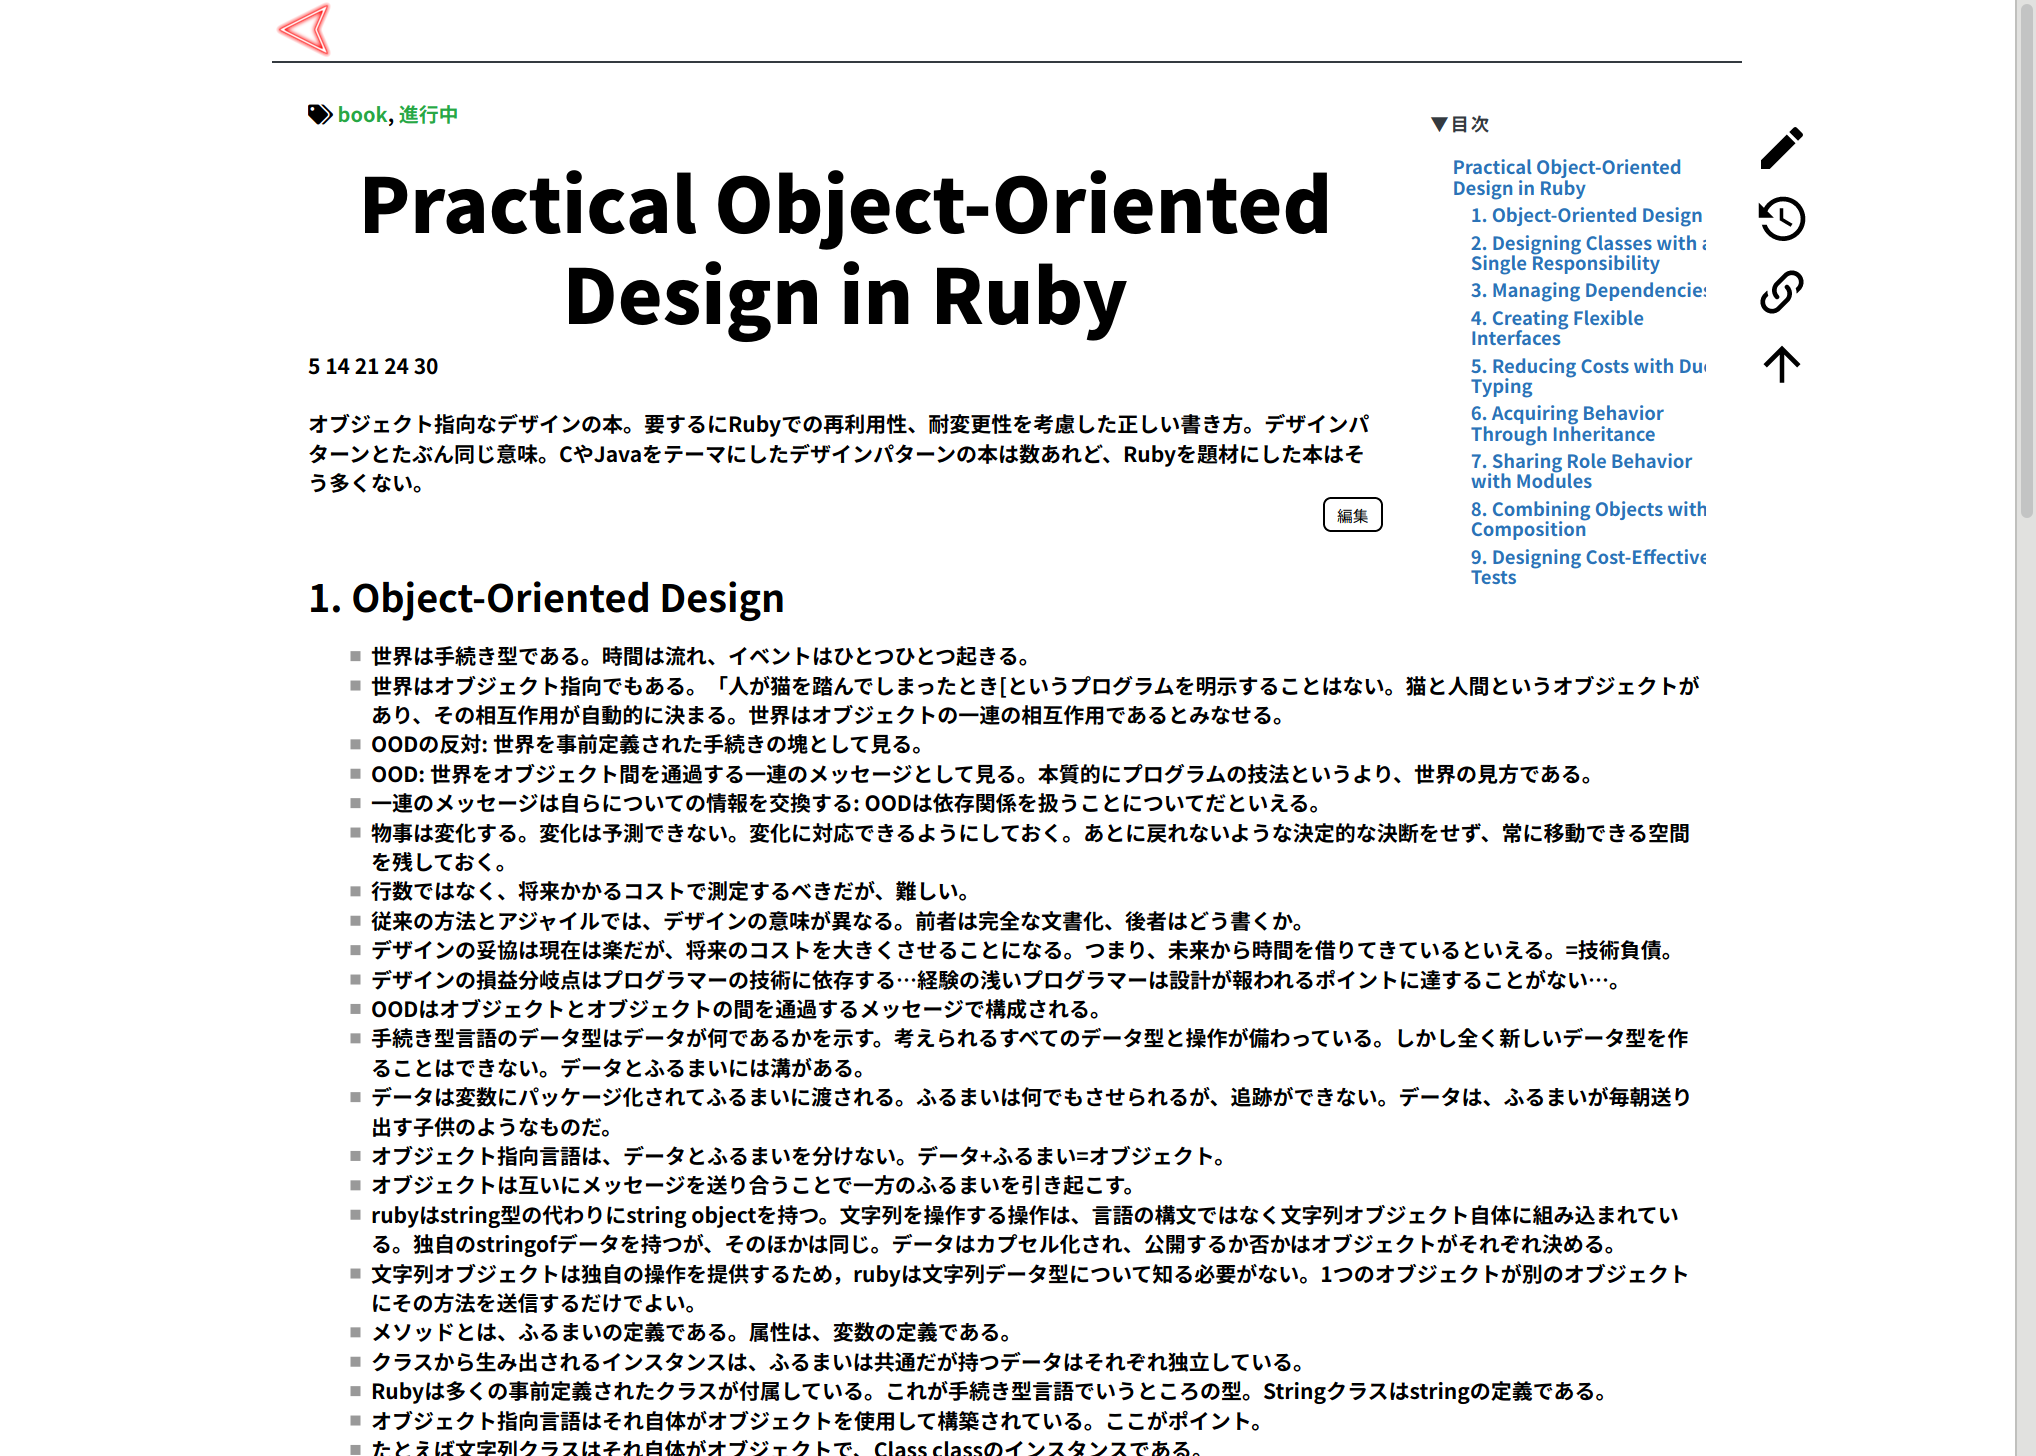 book, 進行中
Practical Object-Oriented
Design in Ruby
5 14 21 24 30
オブジェクト指向なデザインの本。要するにRubyでの再利用性、耐変更性を考慮した正しい書き方。デザインパ
ターンとたぶん同じ意味。CやJavaをテーマにしたデザインパターンの本は数あれど、Rubyを題材にした本はそ
う多くない。
編集
▼目次
Practical Object-Oriented
Design in Ruby
1. Object-Oriented Design
2. Designing Classes with a
Single Responsibility
3. Managing Dependencies
4. Creating Flexible
Interfaces
5. Reducing Costs with Duc
Typing
6. Acquiring Behavior
Through Inheritance
7. Sharing Role Behavior
with Modules
8. Combining Objects with
Composition
9. Designing Cost-Effective
Tests
1. Object-Oriented Design
世界は手続き型である。時間は流れ、イベントはひとつひとつ起きる。
世界はオブジェクト指向でもある。「人が猫を踏んでしまったとき[というプログラムを明示することはない。猫と人間というオブジェクトが
あり、その相互作用が自動的に決まる。世界はオブジェクトの一連の相互作用であるとみなせる。
OODの反対: 世界を事前定義された手続きの塊として見る。
OOD: 世界をオブジェクト間を通過する一連のメッセージとして見る。本質的にプログラムの技法というより、世界の見方である。
一連のメッセージは自らについての情報を交換する: OODは依存関係を扱うことについてだといえる。
物事は変化する。変化は予測できない。変化に対応できるようにしておく。あとに戻れないような決定的な決断をせず、常に移動できる空間
を残しておく。
行数ではなく、将来かかるコストで測定するべきだが、難しい。
従来の方法とアジャイルでは、デザインの意味が異なる。前者は完全な文書化、後者はどう書くか。
デザインの妥協は現在は楽だが、将来のコストを大きくさせることになる。つまり、未来から時間を借りてきているといえる。=技術負債。
デザインの損益分岐点はプログラマーの技術に依存する…経験の浅いプログラマーは設計が報われるポイントに達することがない…。
OODはオブジェクトとオブジェクトの間を通過するメッセージで構成される。
手続き型言語のデータ型はデータが何であるかを示す。考えられるすべてのデータ型と操作が備わっている。しかし全く新しいデータ型を作
ることはできない。データとふるまいには溝がある。
データは変数にパッケージ化されてふるまいに渡される。ふるまいは何でもさせられるが、追跡ができない。データは、ふるまいが毎朝送り
出す子供のようなものだ。
オブジェクト指向言語は、データとふるまいを分けない。データ+ふるまい=オブジェクト。
オブジェクトは互いにメッセージを送り合うことで一方のふるまいを引き起こす。
rubyはstring型の代わりにstring objectを持つ。文字列を操作する操作は、言語の構文ではなく文字列オブジェクト自体に組み込まれてい
る。独自のstringofデータを持つが、そのほかは同じ。データはカプセル化され、公開するか否かはオブジェクトがそれぞれ決める。
文字列オブジェクトは独自の操作を提供するため，rubyは文字列データ型について知る必要がない。1つのオブジェクトが別のオブジェクト
にその方法を送信するだけでよい。
メソッドとは、ふるまいの定義である。属性は、変数の定義である。
クラスから生み出されるインスタンスは、ふるまいは共通だが持つデータはそれぞれ独立している。
Rubyは多くの事前定義されたクラスが付属している。これが手続き型言語でいうところの型。Stringクラスはstringの定義である。
オブジェクト指向言語はそれ自体がオブジェクトを使用して構築されている。ここがポイント。
たとえば文字列クラスはそれ自体がオブジェクトで、Class classのインスタンスである。